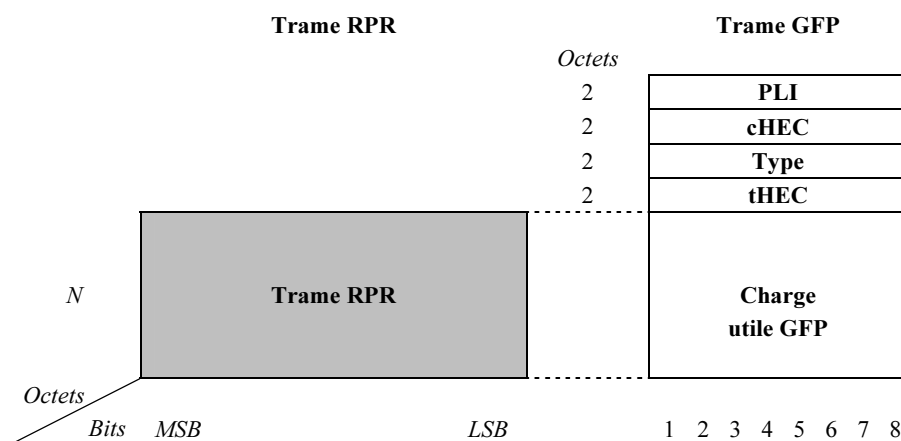 Trame RPR Trame GFP
Octets
2 PLI
2 cHEC
2 Type
2 tHEC
N Trame RPR Charge
utile GFP
Octets
Bits MSB LSB 1 2 3 4 5 6 7 8